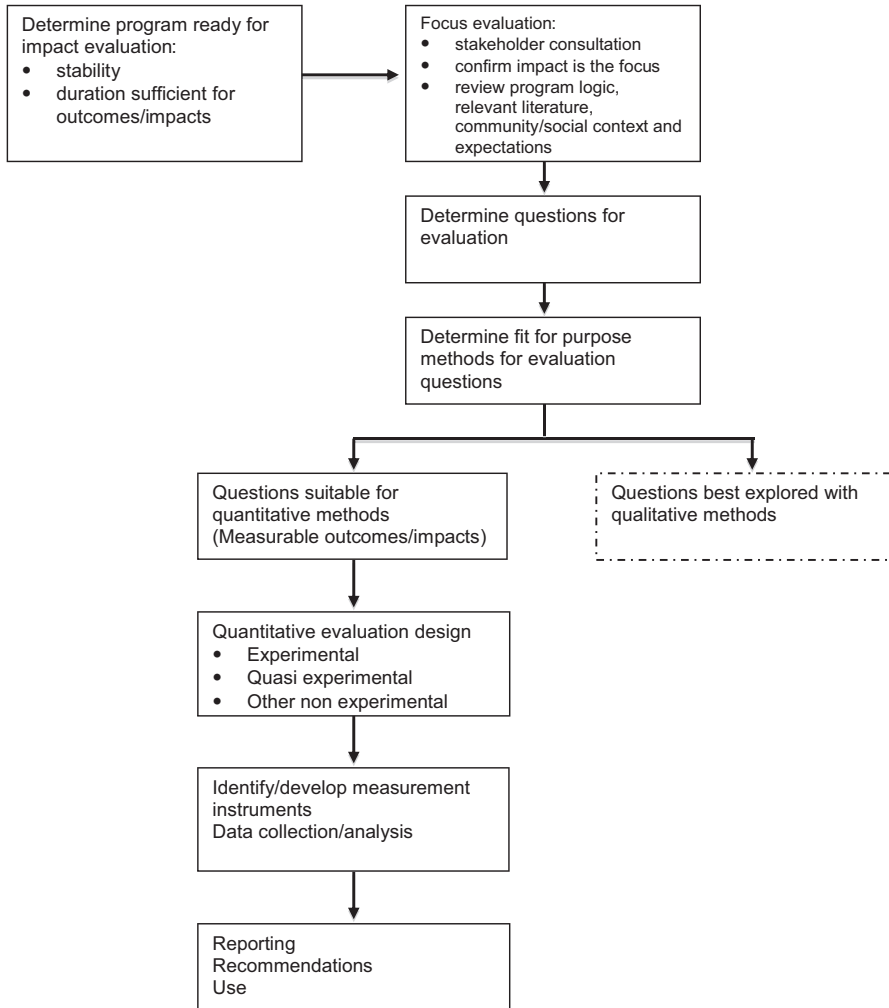 Determine program ready for
impact evaluation:
• stability
• duration sufficient for
outcomes/impacts
Focus evaluation:
• stakeholder consultation
• confirm impact is the focus
• review program logic,
relevant literature,
community/social context and
expectations
Determine questions for
evaluation
Determine fit for purpose
methods for evaluation
questions
Questions suitable for
quantitative methods
(Measurable outcomes/impacts)
Questions best explored with
qualitative methods
Quantitative evaluation design
• Experimental
• Quasi experimental
• Other non experimental
Identify/develop measurement
instruments
Data collection/analysis
Reporting
Recommendations
Use